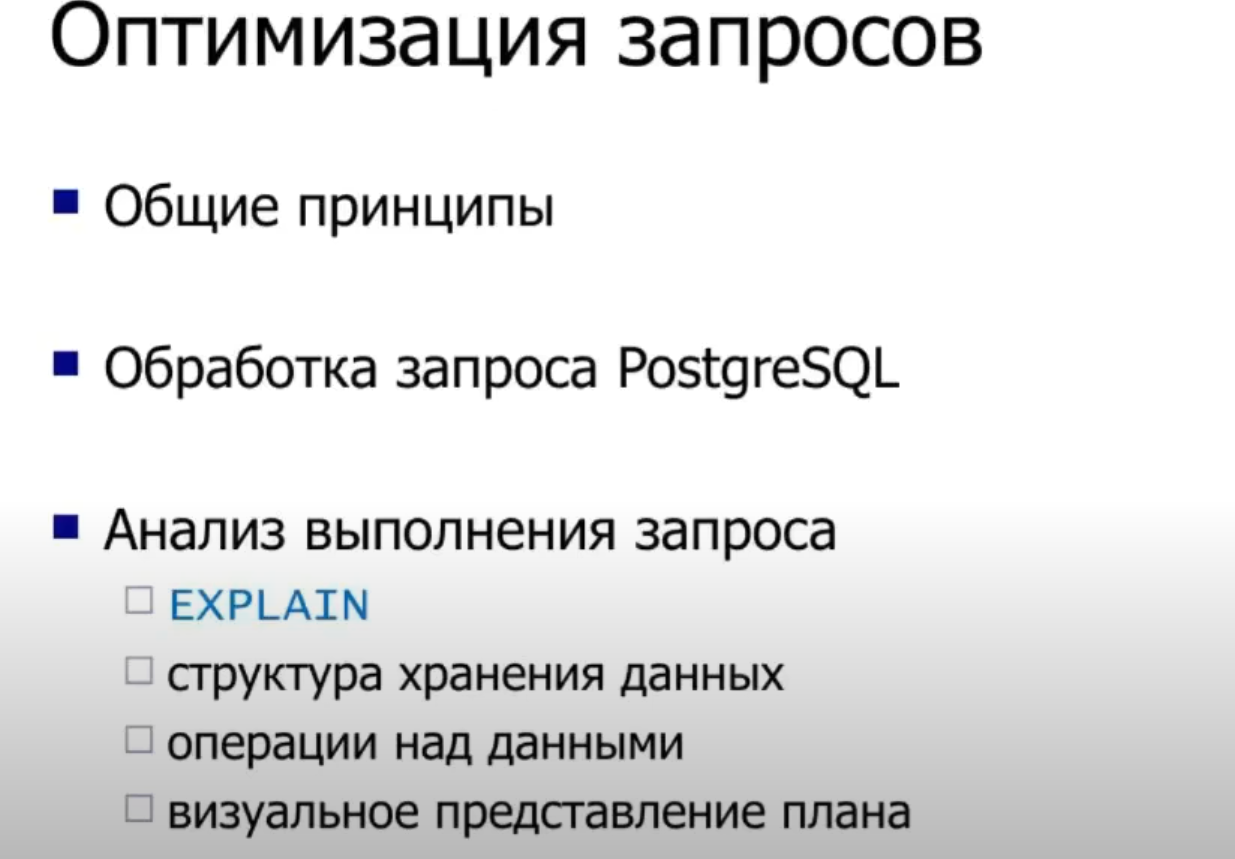 Оптимизация запросов
Общие принципы
Обработка запроса PostgreSQL
Анализ выполнения запроса
EXPLAIN
структура хранения данных
операции над данными
визуальное представление плана